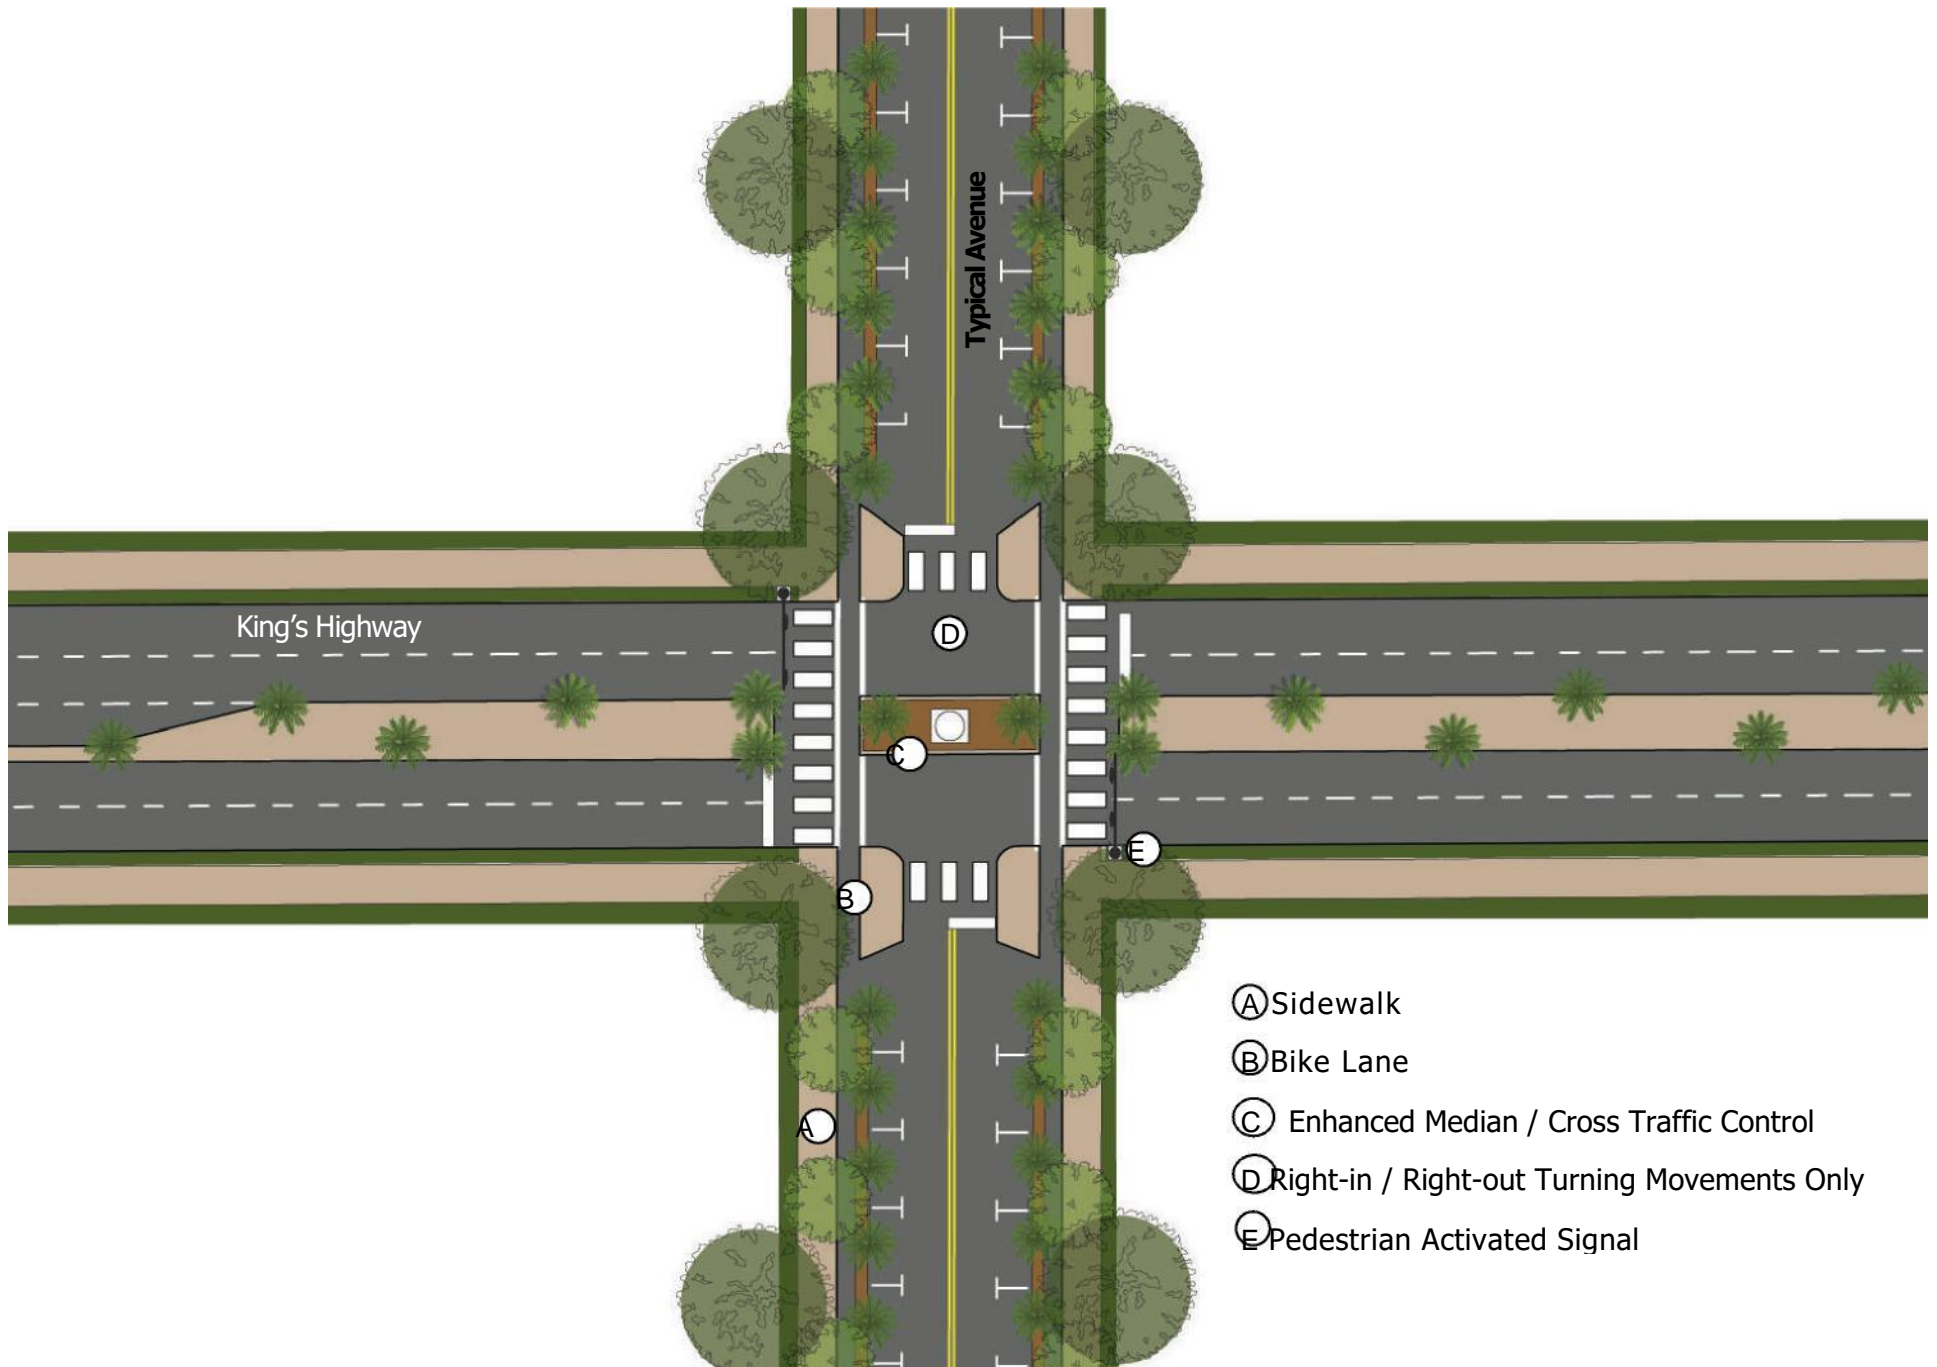 Typical Avenue
King's Highway
D
C
E
B
A
A Sidewalk
B Bike Lane
C Enhanced Median / Cross Traffic Control
D Right-in / Right-out Turning Movements Only
E Pedestrian Activated Signal